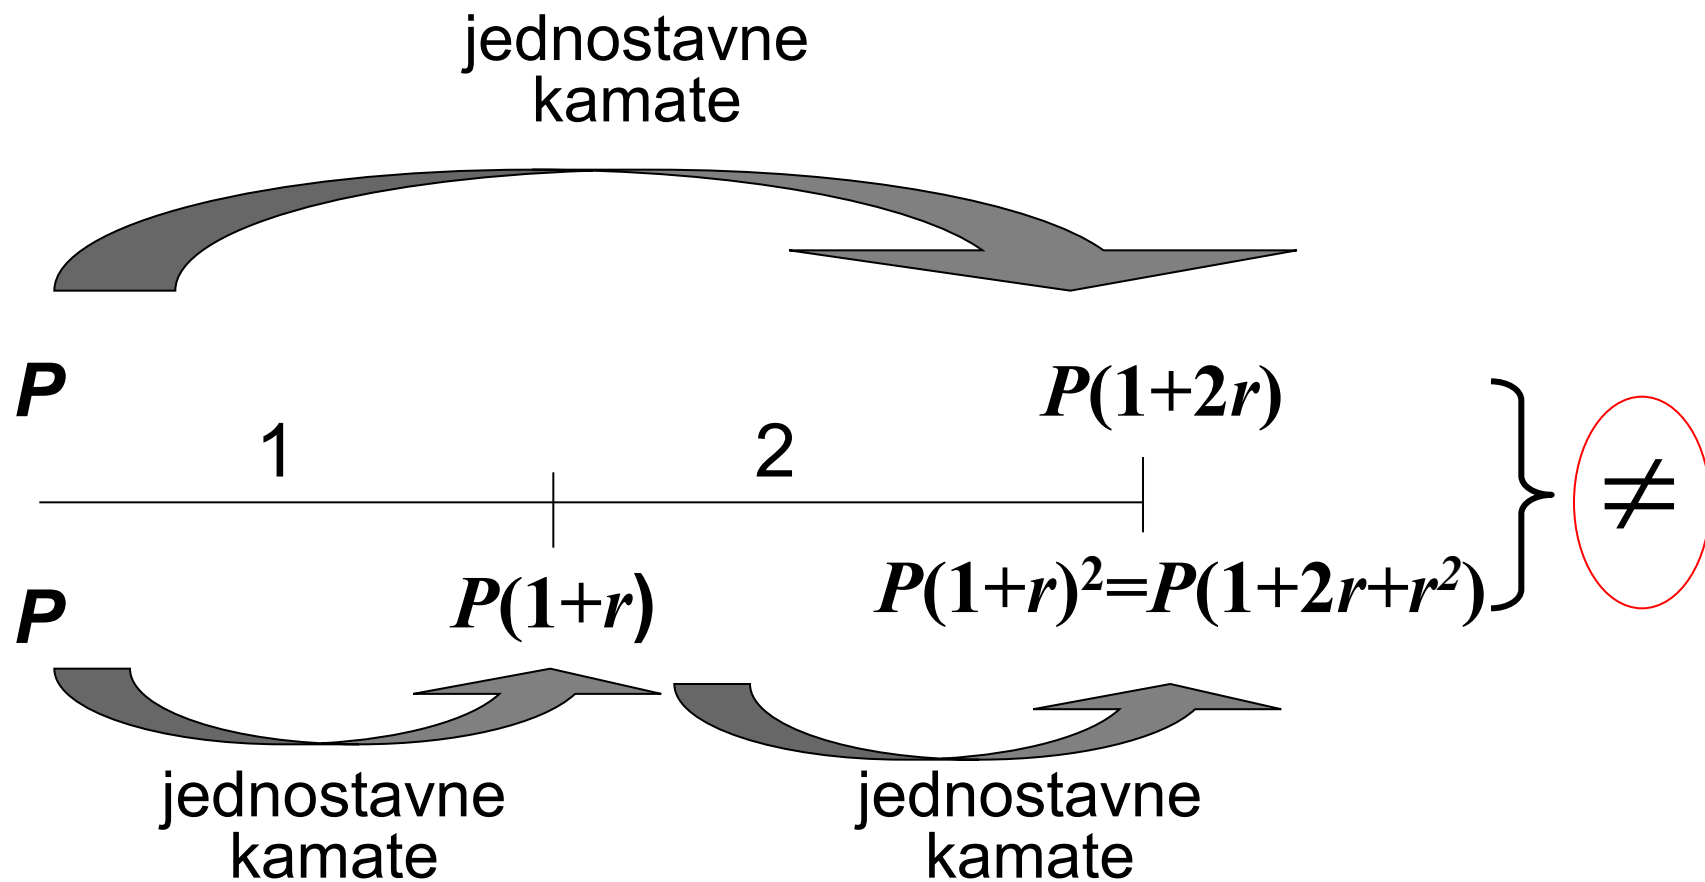 jednostavne
kamate
P
P(1+2r)
1
2
≠
P
P(1+r)
P(1+r)²=P(1+2r+r²)
jednostavne
kamate
jednostavne
kamate